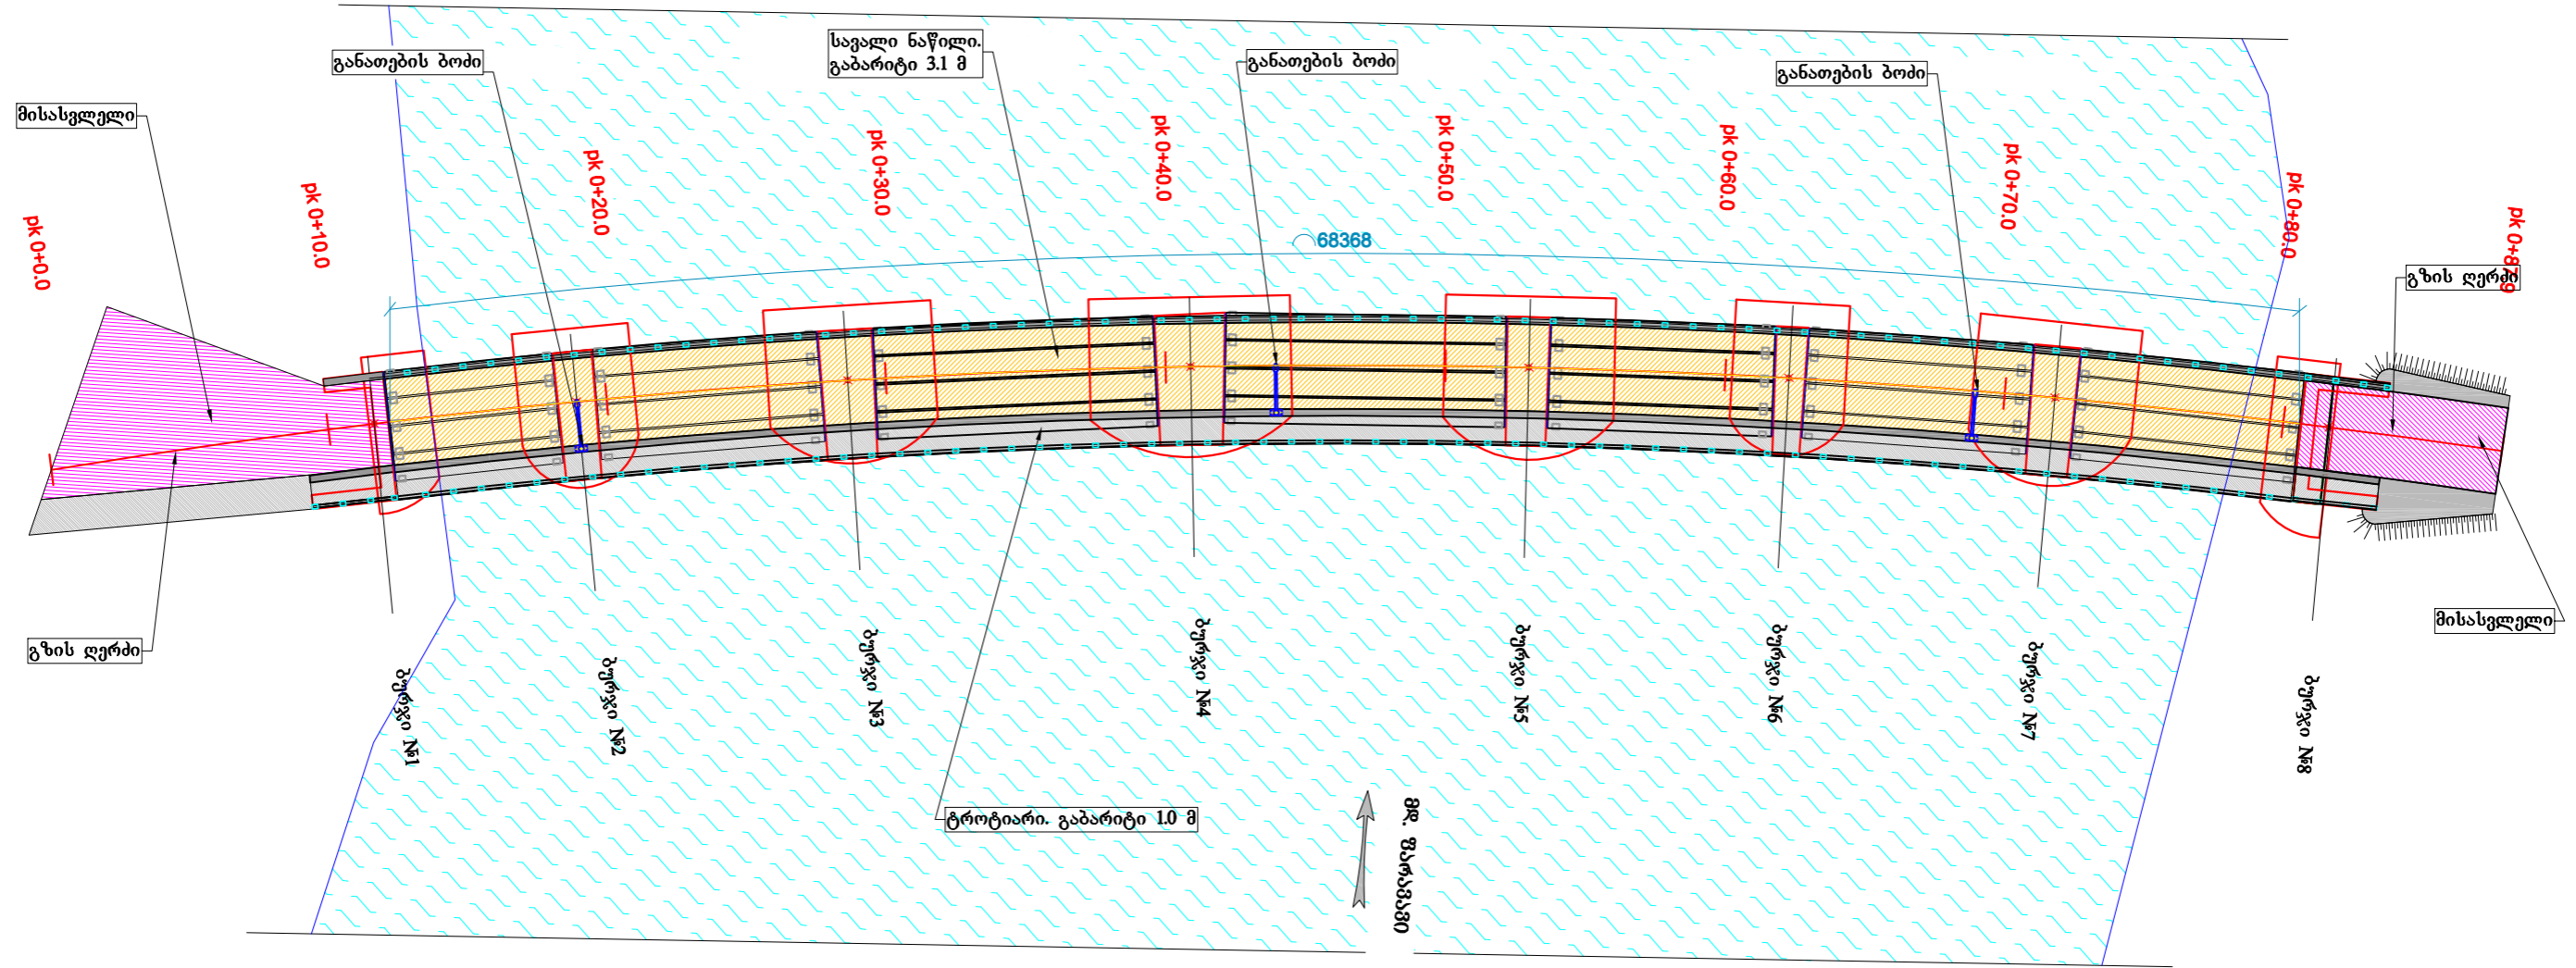 განათების ბოძი
სავალი ნაწილი.
გაბარიტი 3.1 მ
განათების ბოძი
განათების ბოძი
მისასვლელი
pk 0+0.0
pk 0+10.0
pk 0+20.0
pk 0+30.0
pk 0+40.0
pk 0+50.0
pk 0+60.0
pk 0+70.0
pk 0+80.0
68368
გზის ღერძი
გზის ღერძი
მისასვლელი
ბურჯი №1
ბურჯი №2
ბურჯი №3
ბურჯი №4
ბურჯი №5
ბურჯი №6
ბურჯი №7
ბურჯი №8
ტროტიარი. გაბარიტი 1.0 მ
მდ. ფარავანი